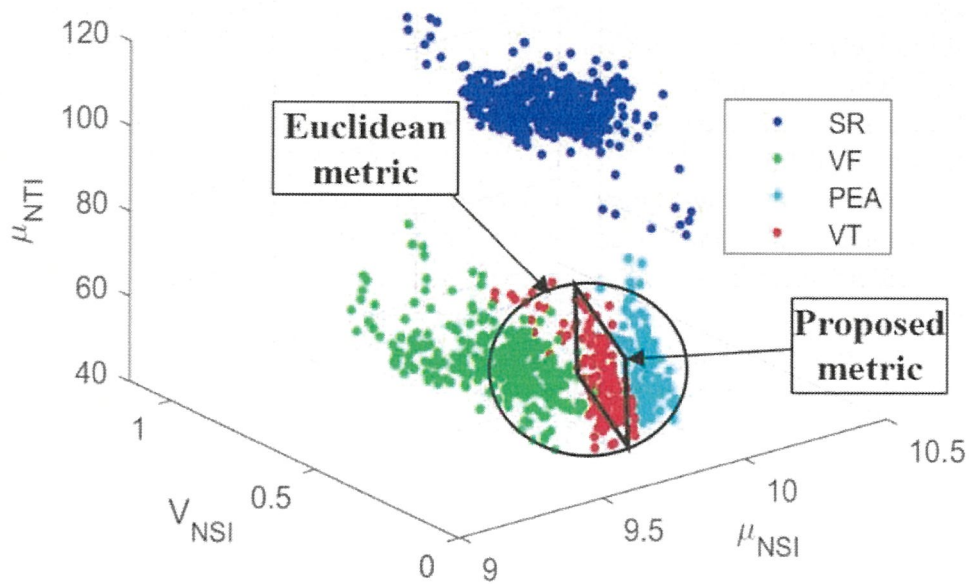 120
100
80
60
40
μNTI
Euclidean
metric
SR
VF
PEA
VT
Proposed
metric
1
0.5
0
VNSI
9
9.5
10
10.5
μNSI